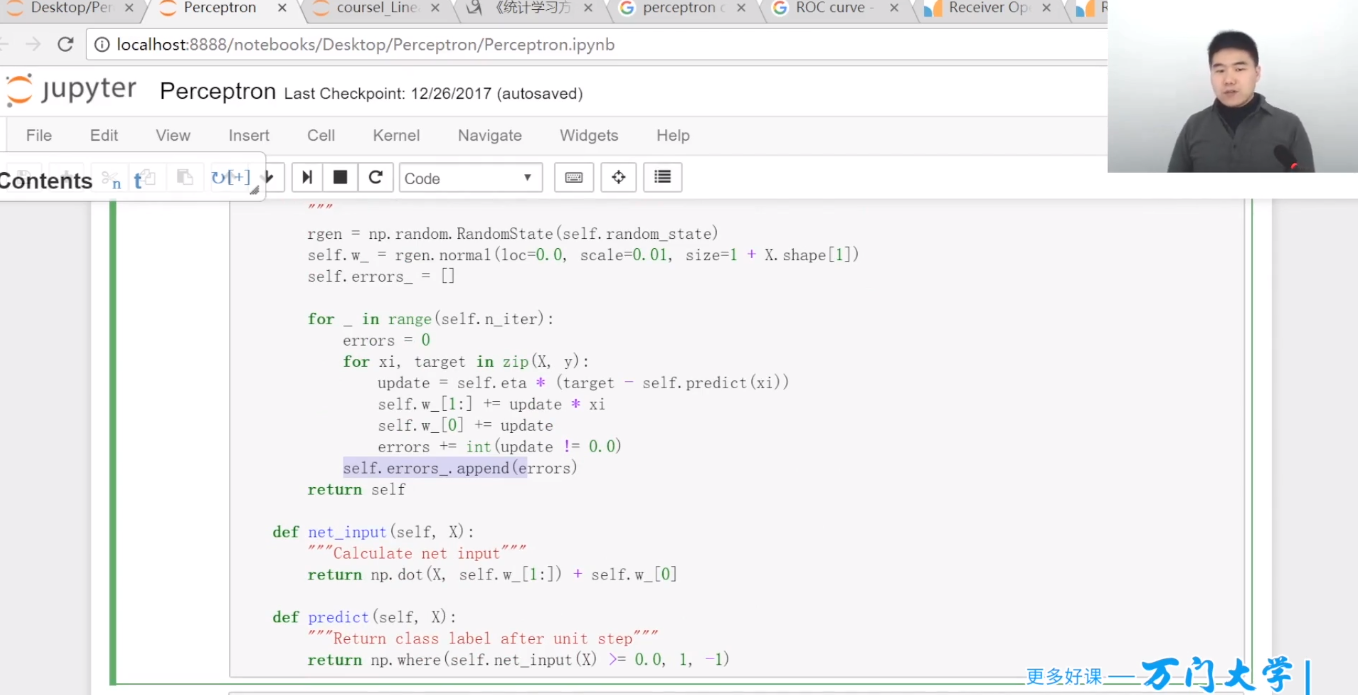 Desktop/Per
Perceptron
coursel_Line
《统计学习方
perceptron
ROC curve -
Receiver Op
localhost:8888/notebooks/Desktop/Perceptron/Perceptron.ipynb
jupyter Perceptron Last Checkpoint: 12/26/2017 (autosaved)
File Edit View Insert Cell Kernel Navigate Widgets Help
Contents n t [+] Code
"""
rgen = np.random.RandomState(self.random_state)
self.w_ = rgen.normal(loc=0.0, scale=0.01, size=1 + X.shape[1])
self.errors_ = []
for _ in range(self.n_iter):
errors = 0
for xi, target in zip(X, y):
update = self.eta * (target - self.predict(xi))
self.w_[1:] += update * xi
self.w_[0] += update
errors += int(update != 0.0)
self.errors_.append(errors)
return self
def net_input(self, X):
"""Calculate net input"""
return np.dot(X, self.w_[1:]) + self.w_[0]
def predict(self, X):
"""Return class label after unit step"""
return np.where(self.net_input(X) >= 0.0, 1, -1)
更多好课 —— 万门大学